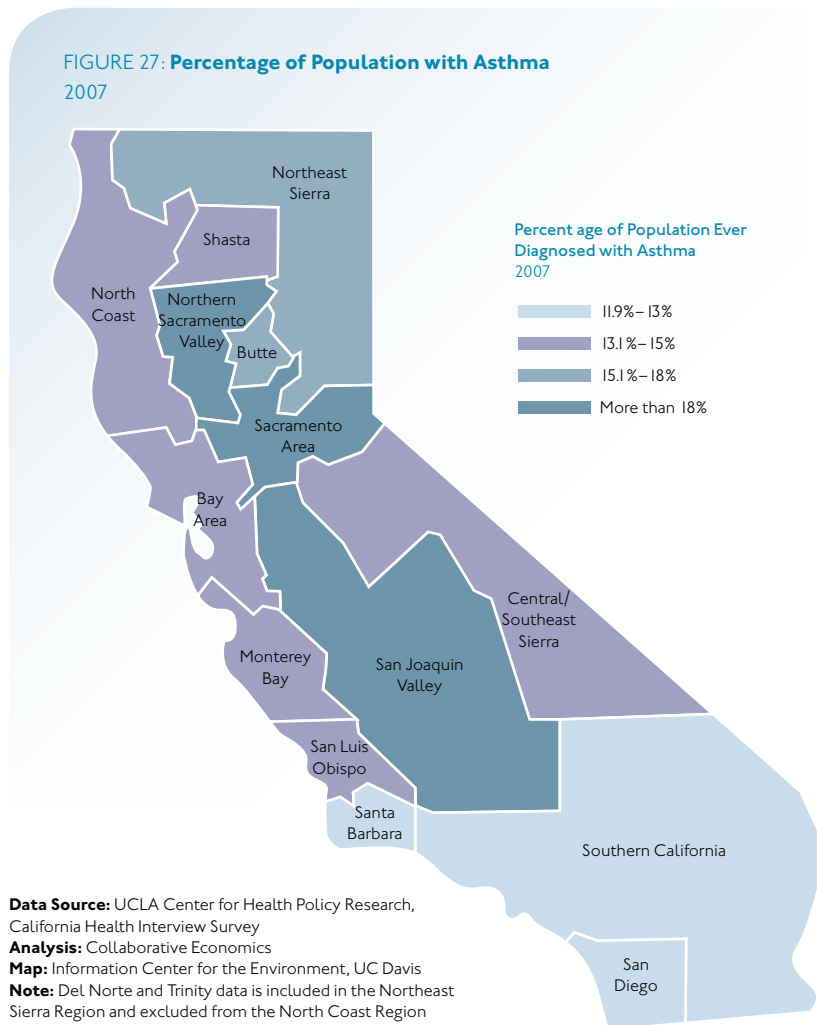 FIGURE 27: Percentage of Population with Asthma
2007
Northeast
Sierra
Shasta
North
Coast
Northern
Sacramento
Valley
Butte
Sacramento
Area
Bay
Area
Central/
Southeast
Sierra
Monterey
Bay
San Joaquin
Valley
San Luis
Obispo
Santa
Barbara
Southern California
San
Diego
Percent age of Population Ever
Diagnosed with Asthma
2007
11.9%–13%
13.1%–15%
15.1%–18%
More than 18%
Data Source: UCLA Center for Health Policy Research,
California Health Interview Survey
Analysis: Collaborative Economics
Map: Information Center for the Environment, UC Davis
Note: Del Norte and Trinity data is included in the Northeast
Sierra Region and excluded from the North Coast Region